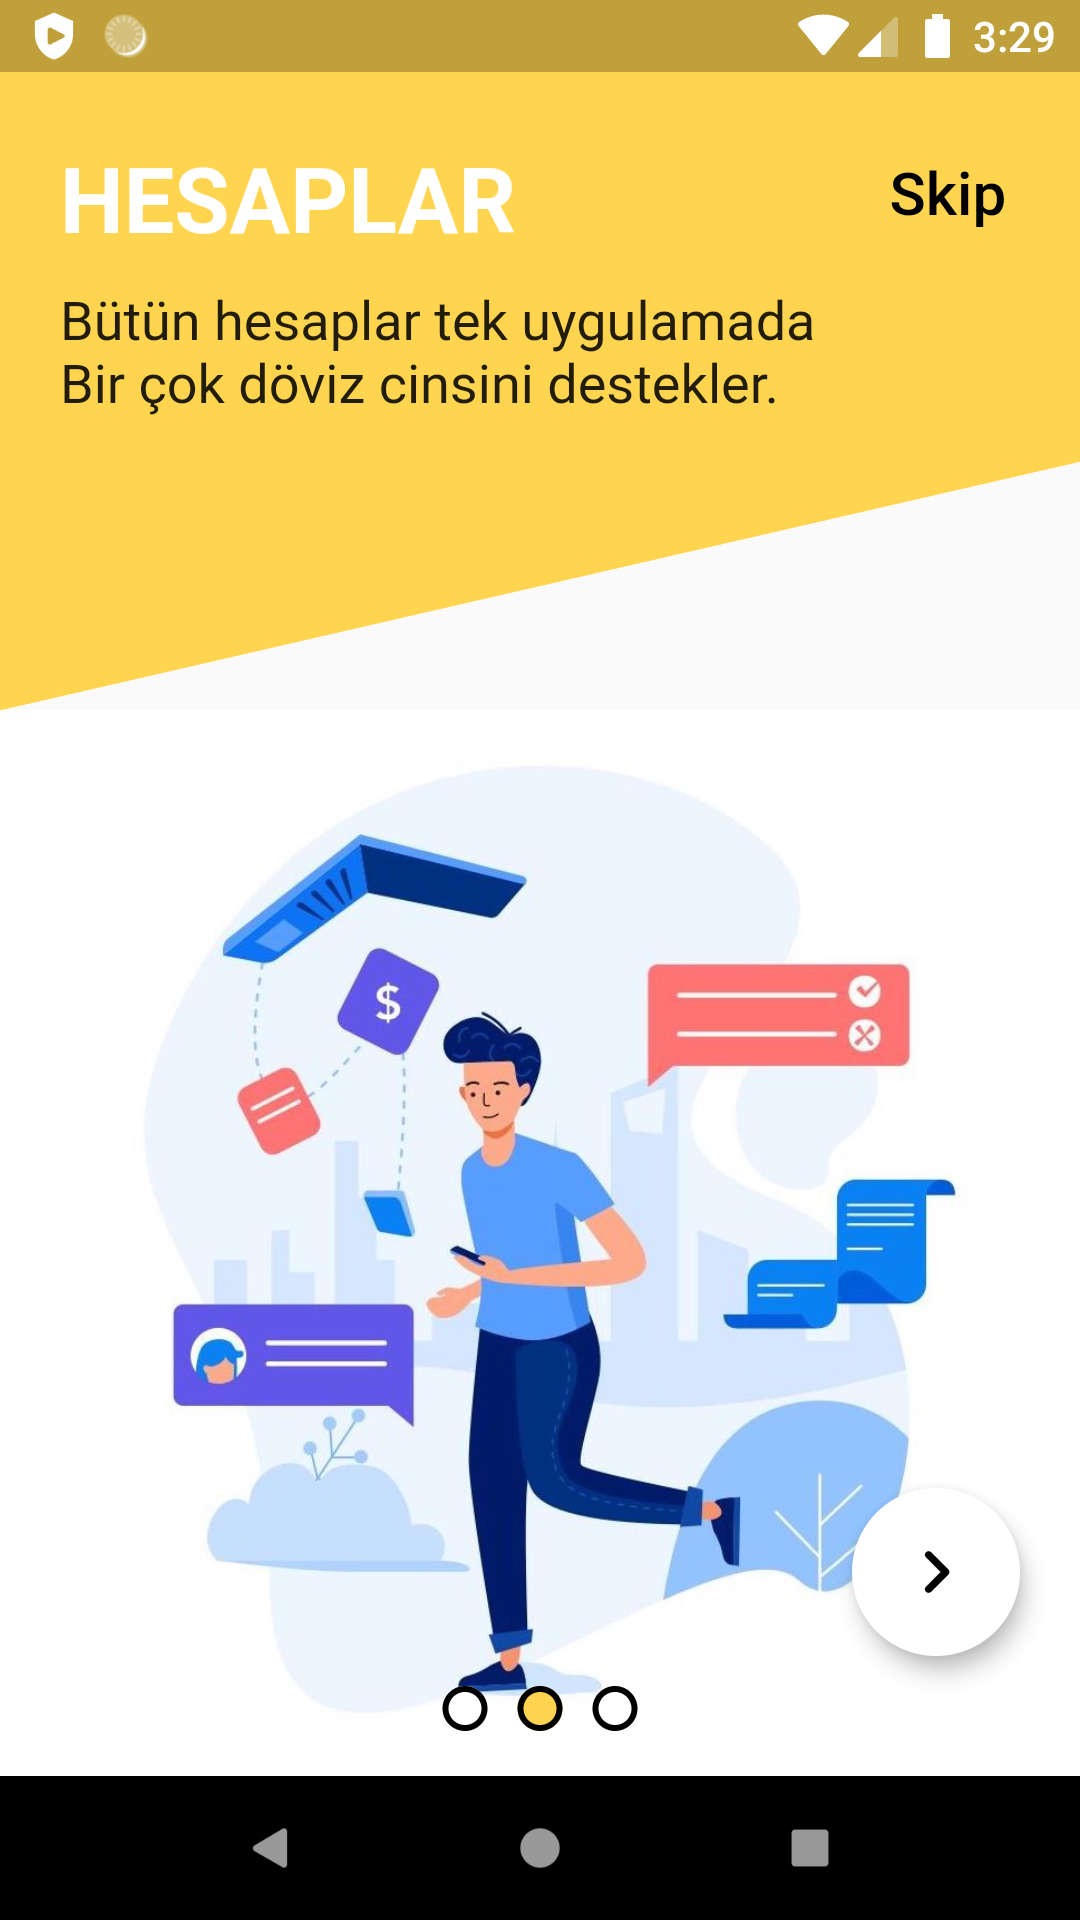 3:29
HESAPLAR
Skip
Bütün hesaplar tek uygulamada
Bir çok döviz cinsini destekler.
$